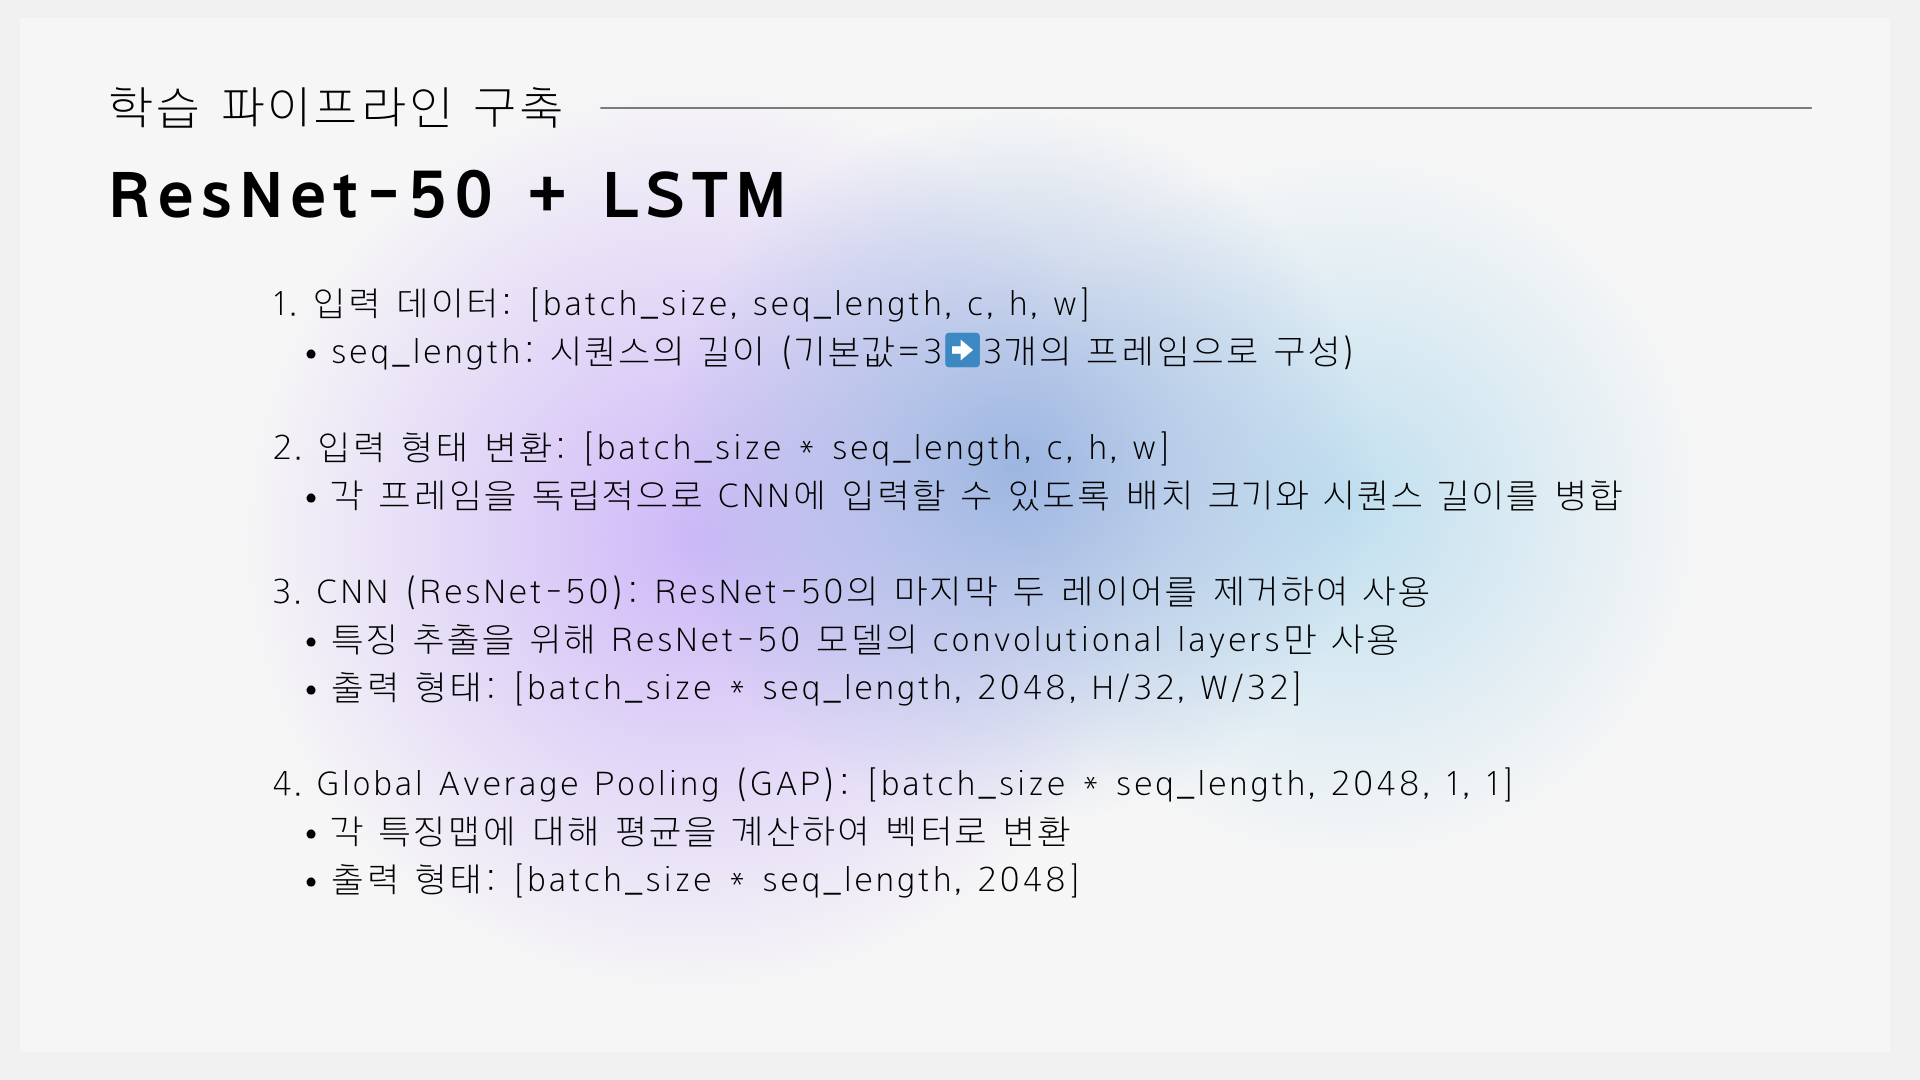 학습 파이프라인 구축
ResNet-50 + LSTM
1. 입력 데이터: [batch_size, seq_length, c, h, w]
• seq_length: 시퀀스의 길이 (기본값=3➡️3개의 프레임으로 구성)
2. 입력 형태 변환: [batch_size * seq_length, c, h, w]
• 각 프레임을 독립적으로 CNN에 입력할 수 있도록 배치 크기와 시퀀스 길이를 병합
3. CNN (ResNet-50): ResNet-50의 마지막 두 레이어를 제거하여 사용
• 특징 추출을 위해 ResNet-50 모델의 convolutional layers만 사용
• 출력 형태: [batch_size * seq_length, 2048, H/32, W/32]
4. Global Average Pooling (GAP): [batch_size * seq_length, 2048, 1, 1]
• 각 특징맵에 대해 평균을 계산하여 벡터로 변환
• 출력 형태: [batch_size * seq_length, 2048]